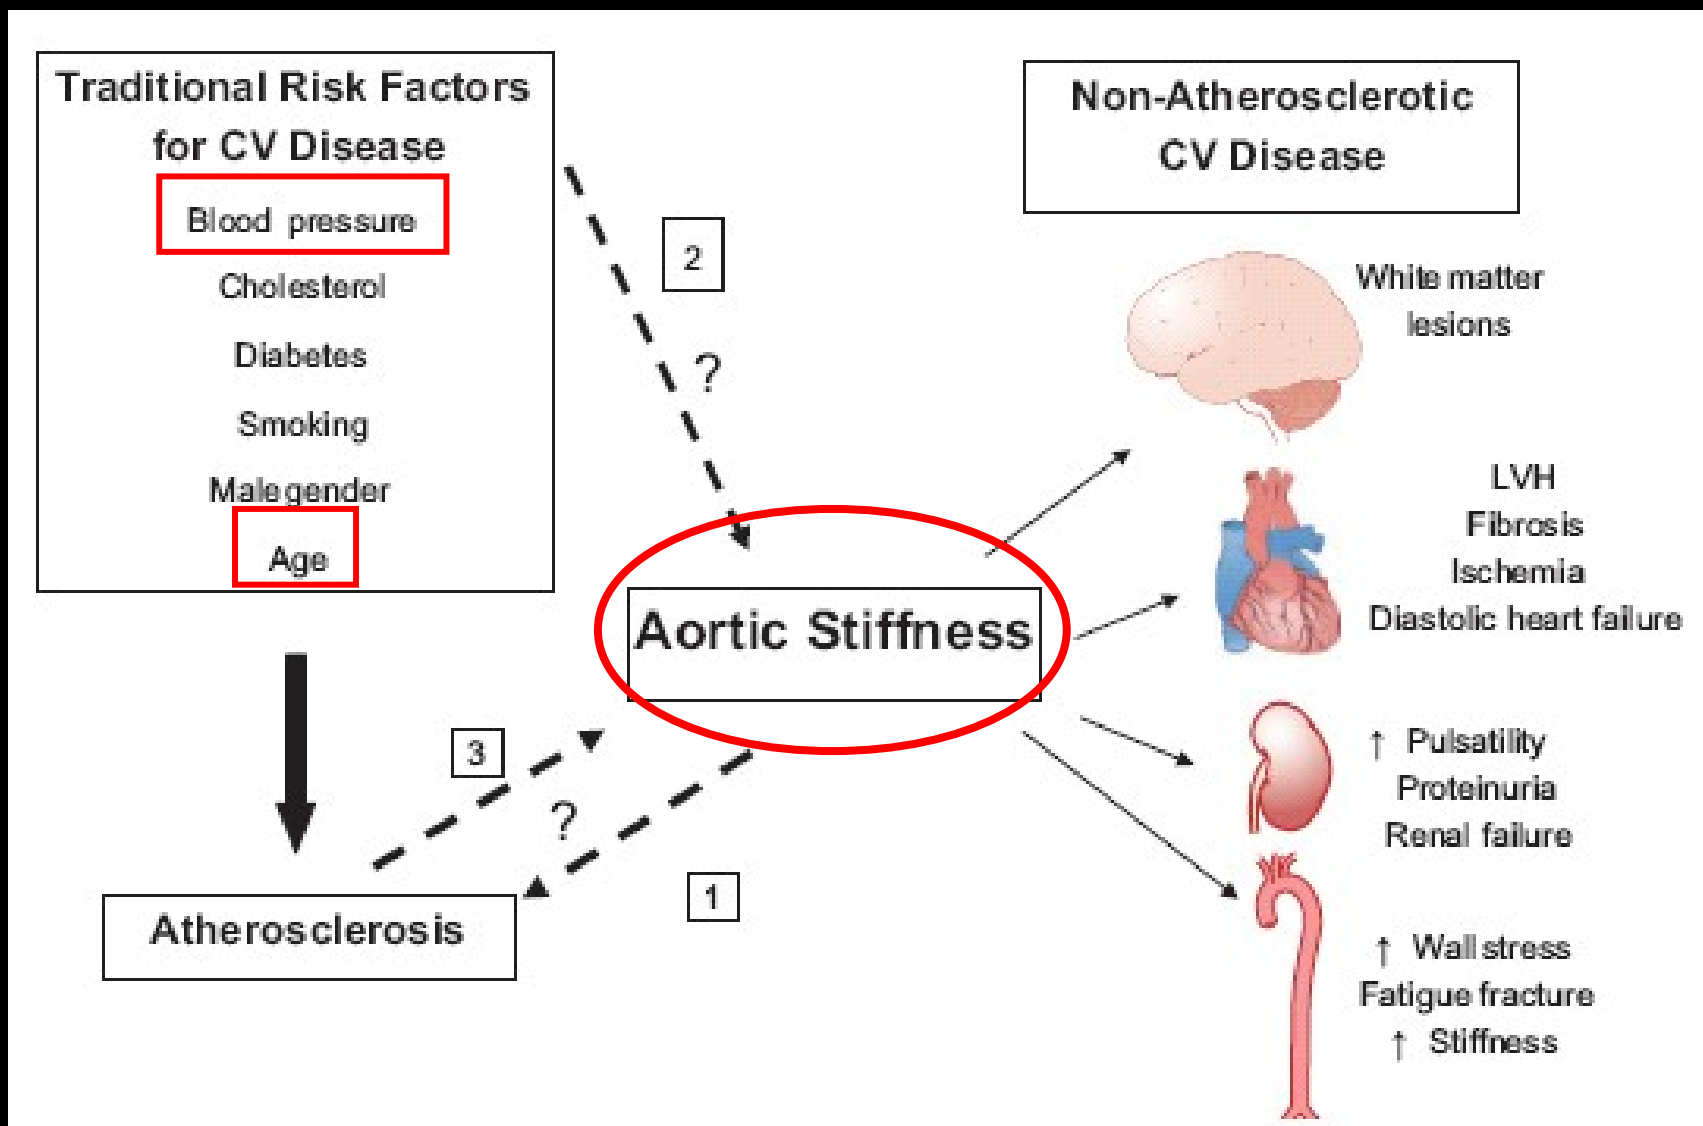 Traditional Risk Factors
for CV Disease
Blood pressure
Cholesterol
Diabetes
Smoking
Male gender
Age
2
?
Aortic Stiffness
3
?
1
Atherosclerosis
Non-Atherosclerotic
CV Disease
White matter
lesions
LVH
Fibrosis
Ischemia
Diastolic heart failure
↑ Pulsatility
Proteinuria
Renal failure
↑ Wall stress
Fatigue fracture
↑ Stiffness